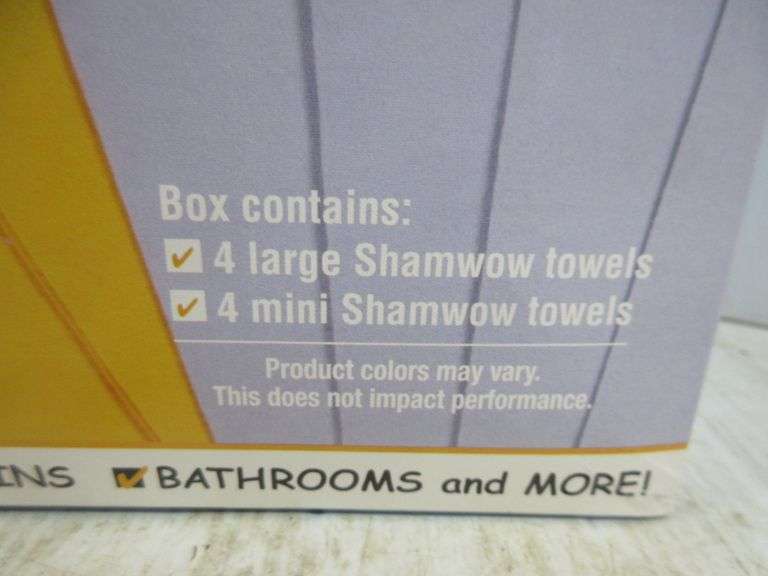 Box contains:
4 large Shamwow towels
4 mini Shamwow towels
Product colors may vary.
This does not impact performance.
INS BATHROOMS and MORE!